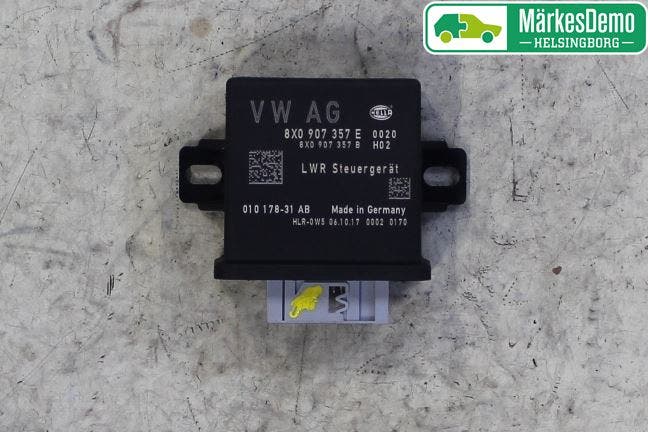 MärkesDemo
HELSINGBORG
VW AG
HELLA
8X0 907 357 E 0020
8X0 907 357 B H02
LWR Steuergerät
010 178-31 AB Made in Germany
HLR-0W5 06.10.17 0002 0170